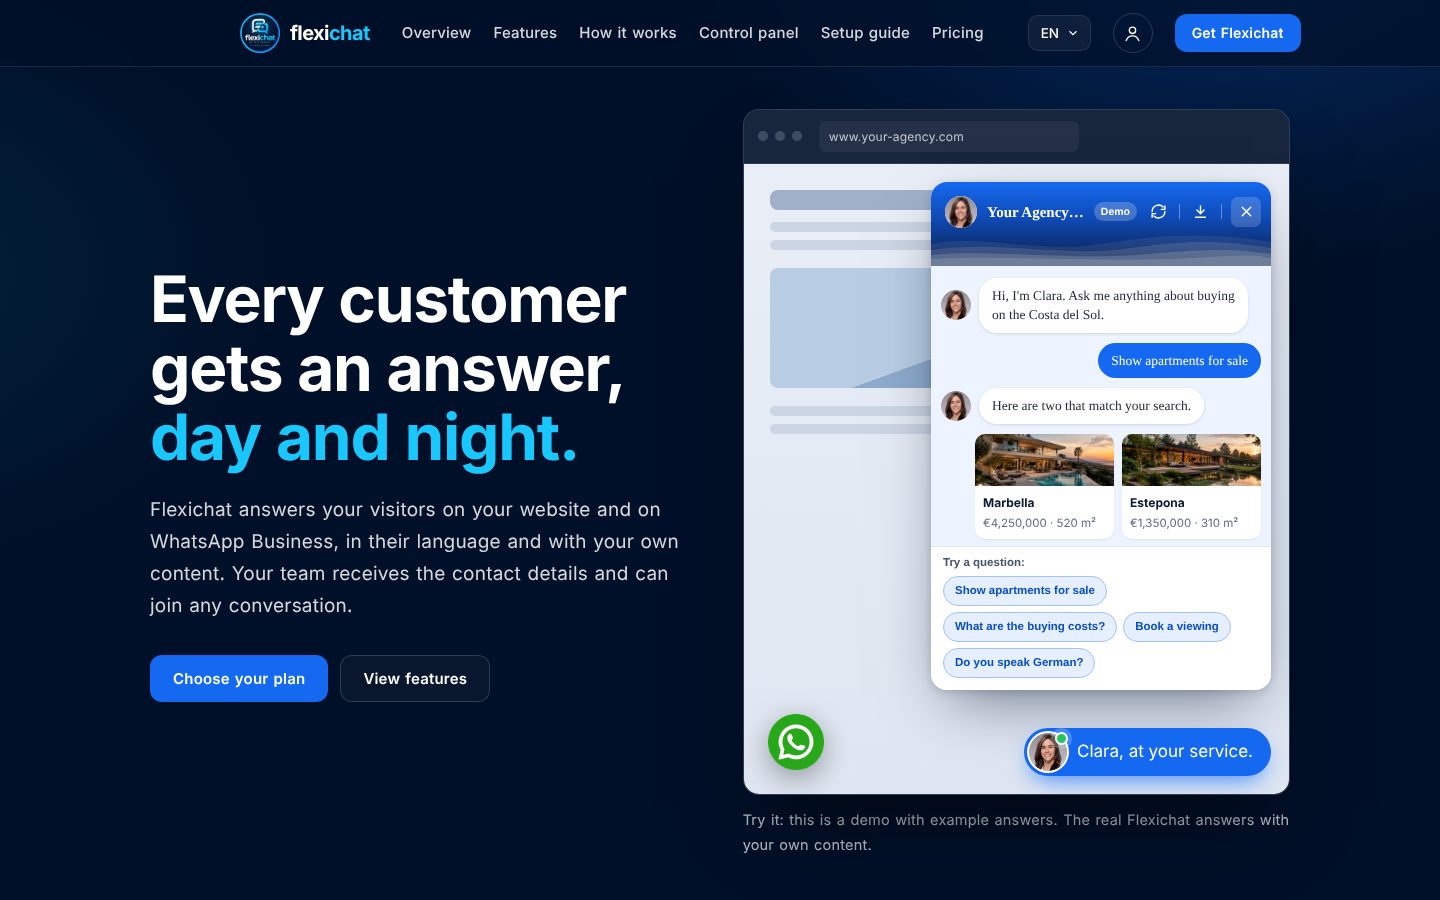 flexichat
flexichat
Overview
Features
How it works
Control panel
Setup guide
Pricing
EN
Get Flexichat
Every customer
gets an answer,
day and night.
Flexichat answers your visitors on your website and on
WhatsApp Business, in their language and with your own
content. Your team receives the contact details and can
join any conversation.
Choose your plan
View features
www.your-agency.com
Your Agency…
Demo
Hi, I'm Clara. Ask me anything about buying
on the Costa del Sol.
Show apartments for sale
Here are two that match your search.
Marbella
€4,250,000 · 520 m²
Estepona
€1,350,000 · 310 m²
Try a question:
Show apartments for sale
What are the buying costs?
Book a viewing
Do you speak German?
Clara, at your service.
Try it: this is a demo with example answers. The real Flexichat answers with
your own content.